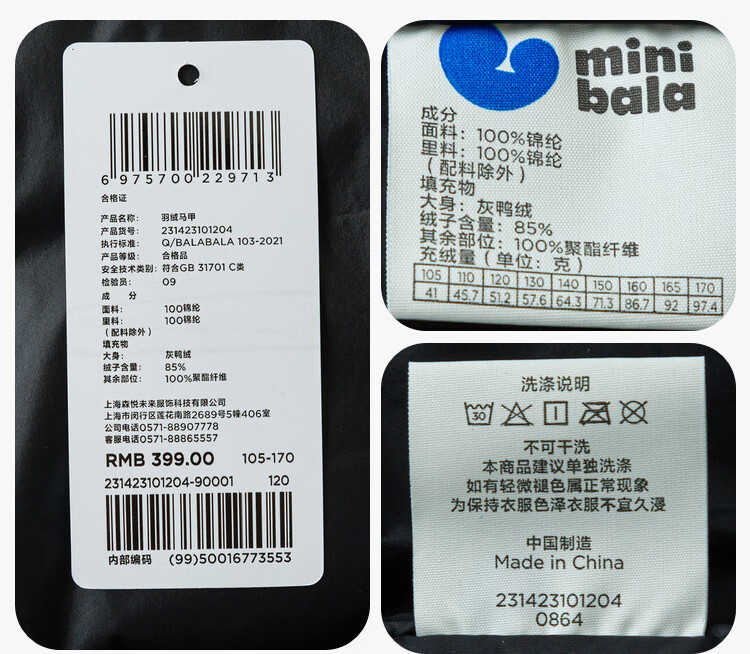 6 975700 229713
合格证
产品名称: 羽绒马甲
产品货号: 231423101204
执行标准: Q/BALABALA 103-2021
产品等级: 合格品
安全技术类别: 符合GB 31701 C类
检验员: 09
成 分
面料: 100锦纶
里料: 100锦纶
(配料除外)
填充物
大身: 灰鸭绒
绒子含量: 85%
其余部位: 100%聚酯纤维
上海森悦未来服饰科技有限公司
上海市闵行区莲花南路2689号5幢406室
公司电话0571-88907778
客服电话0571-88865557
RMB 399.00 105-170
231423101204-90001 120
内部编码 (99)50016773553
mini
bala
成分
面料: 100%锦纶
里料: 100%锦纶
(配料除外)
填充物
大身: 灰鸭绒
绒子含量: 85%
其余部位: 100%聚酯纤维
充绒量(单位: 克)
105 110 120 130 140 150 160 165 170
41 45.7 51.2 57.6 64.3 71.3 86.7 92 97.4
洗涤说明
30
不可干洗
本商品建议单独洗涤
如有轻微褪色属正常现象
为保持衣服色泽衣服不宜久浸
中国制造
Made in China
231423101204
0864